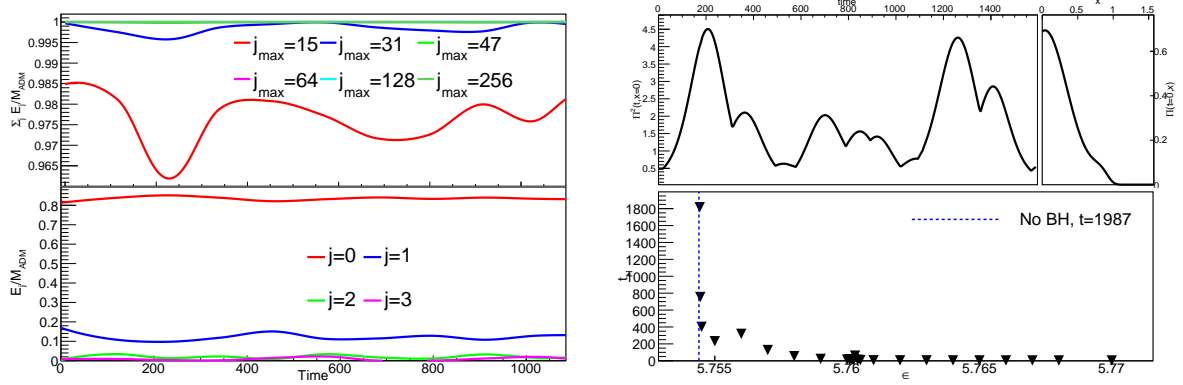 1
0.995
0.99
0.985
0.98
0.975
0.97
0.965
Σ_j E_j/M_ADM
j_max=15 j_max=31 j_max=47
j_max=64 j_max=128 j_max=256
0.8
0.7
0.6
0.5
0.4
0.3
0.2
0.1
0
E_j/M_ADM
j=0 j=1
j=2 j=3
0 200 400 600 800 1000
Time
time
0 200 400 600 800 1000 1200 1400
4.5
4
3.5
3
2.5
2
1.5
1
0.5
Π²(t,x=0)
x
0 0.5 1 1.5
0.6
0.4
0.2
0
Π(t=0,x)
1800
1600
1400
1200
1000
800
600
400
200
0
No BH, t=1987
5.755 5.76 5.765 5.77
∈